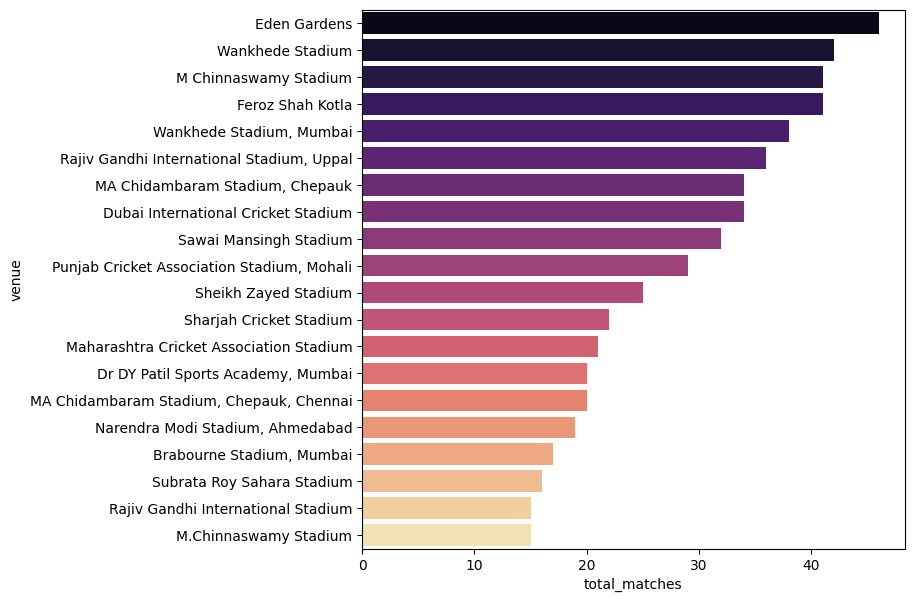 Eden Gardens
Wankhede Stadium
M Chinnaswamy Stadium
Feroz Shah Kotla
Wankhede Stadium, Mumbai
Rajiv Gandhi International Stadium, Uppal
MA Chidambaram Stadium, Chepauk
Dubai International Cricket Stadium
Sawai Mansingh Stadium
Punjab Cricket Association Stadium, Mohali
Sheikh Zayed Stadium
Sharjah Cricket Stadium
Maharashtra Cricket Association Stadium
Dr DY Patil Sports Academy, Mumbai
MA Chidambaram Stadium, Chepauk, Chennai
Narendra Modi Stadium, Ahmedabad
Brabourne Stadium, Mumbai
Subrata Roy Sahara Stadium
Rajiv Gandhi International Stadium
M.Chinnaswamy Stadium
venue
0 10 20 30 40
total_matches